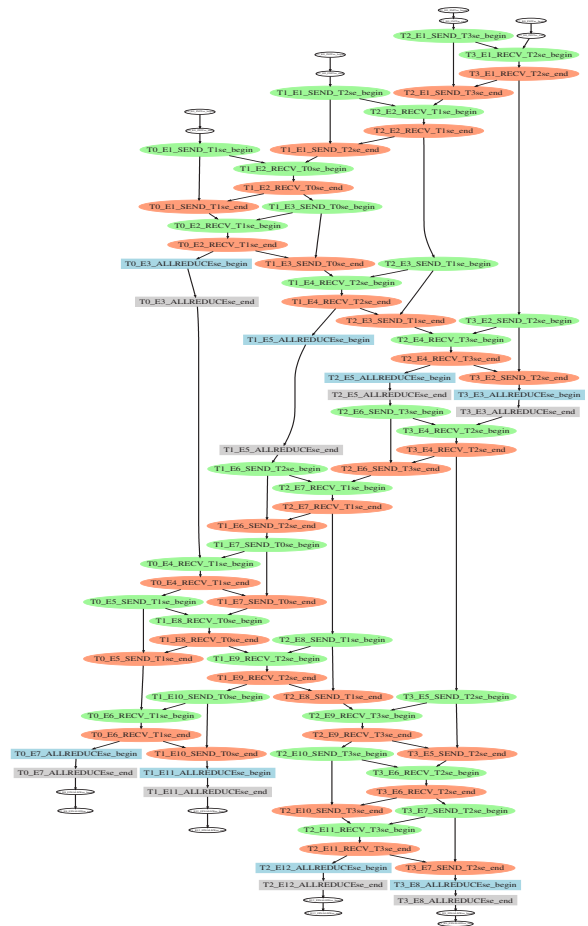 T2_E1_SEND_T3se_begin
T3_E1_RECV_T2se_begin
T3_E1_RECV_T2se_end
T1_E1_SEND_T2se_begin
T2_E1_SEND_T3se_end
T2_E2_RECV_T1se_begin
T2_E2_RECV_T1se_end
T0_E1_SEND_T1se_begin
T1_E1_SEND_T2se_end
T1_E2_RECV_T0se_begin
T1_E2_RECV_T0se_end
T0_E1_SEND_T1se_end
T1_E3_SEND_T0se_begin
T0_E2_RECV_T1se_begin
T0_E2_RECV_T1se_end
T0_E3_ALLREDUCEse_begin
T1_E3_SEND_T0se_end
T2_E3_SEND_T1se_begin
T1_E4_RECV_T2se_begin
T0_E3_ALLREDUCEse_end
T1_E4_RECV_T2se_end
T2_E3_SEND_T1se_end
T3_E2_SEND_T2se_begin
T1_E5_ALLREDUCEse_begin
T2_E4_RECV_T3se_begin
T2_E4_RECV_T3se_end
T2_E5_ALLREDUCEse_begin
T3_E2_SEND_T2se_end
T2_E5_ALLREDUCEse_end
T3_E3_ALLREDUCEse_begin
T2_E6_SEND_T3se_begin
T3_E3_ALLREDUCEse_end
T3_E4_RECV_T2se_begin
T1_E5_ALLREDUCEse_end
T3_E4_RECV_T2se_end
T1_E6_SEND_T2se_begin
T2_E6_SEND_T3se_end
T2_E7_RECV_T1se_begin
T2_E7_RECV_T1se_end
T1_E6_SEND_T2se_end
T1_E7_SEND_T0se_begin
T0_E4_RECV_T1se_begin
T0_E4_RECV_T1se_end
T0_E5_SEND_T1se_begin
T1_E7_SEND_T0se_end
T1_E8_RECV_T0se_begin
T1_E8_RECV_T0se_end
T2_E8_SEND_T1se_begin
T0_E5_SEND_T1se_end
T1_E9_RECV_T2se_begin
T1_E9_RECV_T2se_end
T1_E10_SEND_T0se_begin
T2_E8_SEND_T1se_end
T3_E5_SEND_T2se_begin
T0_E6_RECV_T1se_begin
T2_E9_RECV_T3se_begin
T0_E6_RECV_T1se_end
T2_E9_RECV_T3se_end
T0_E7_ALLREDUCEse_begin
T1_E10_SEND_T0se_end
T2_E10_SEND_T3se_begin
T3_E5_SEND_T2se_end
T0_E7_ALLREDUCEse_end
T1_E11_ALLREDUCEse_begin
T3_E6_RECV_T2se_begin
T1_E11_ALLREDUCEse_end
T3_E6_RECV_T2se_end
T2_E10_SEND_T3se_end
T3_E7_SEND_T2se_begin
T2_E11_RECV_T3se_begin
T2_E11_RECV_T3se_end
T2_E12_ALLREDUCEse_begin
T3_E7_SEND_T2se_end
T2_E12_ALLREDUCEse_end
T3_E8_ALLREDUCEse_begin
T3_E8_ALLREDUCEse_end